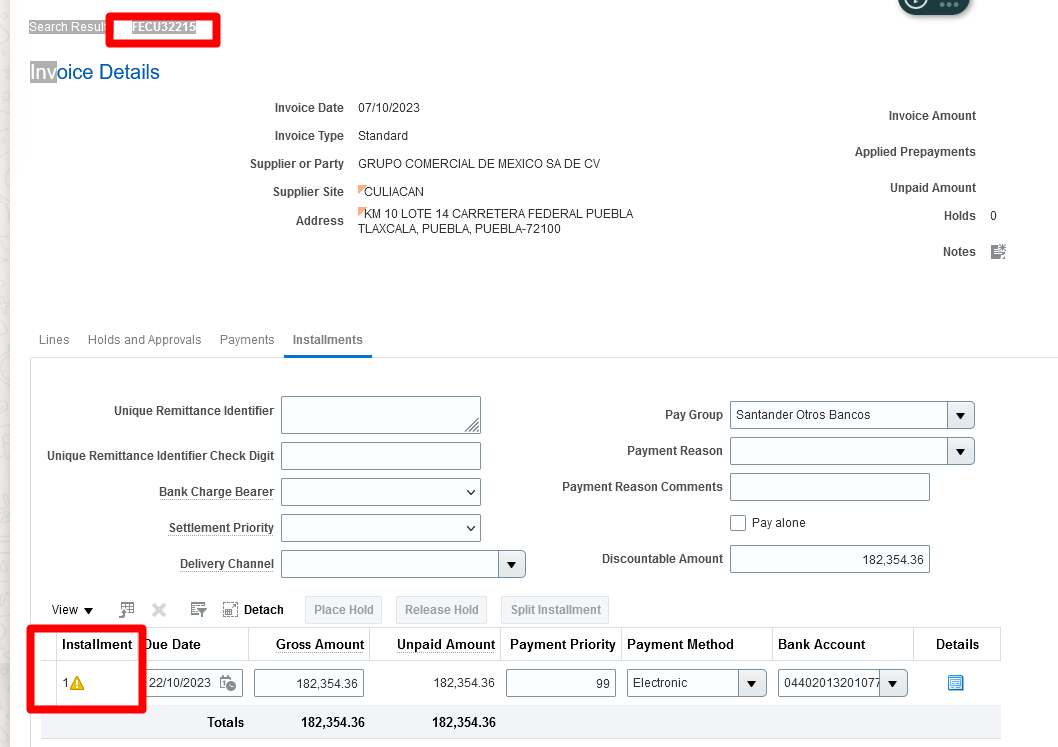 Search Resul FECU32215
Invoice Details
Invoice Date 07/10/2023
Invoice Type Standard
Supplier or Party GRUPO COMERCIAL DE MEXICO SA DE CV
Supplier Site CULIACAN
Address KM 10 LOTE 14 CARRETERA FEDERAL PUEBLA
TLAXCALA, PUEBLA, PUEBLA-72100
Invoice Amount
Applied Prepayments
Unpaid Amount
Holds 0
Notes
Lines Holds and Approvals Payments Installments
Unique Remittance Identifier
Unique Remittance Identifier Check Digit
Bank Charge Bearer
Settlement Priority
Delivery Channel
Pay Group Santander Otros Bancos
Payment Reason
Payment Reason Comments
Pay alone
Discountable Amount 182,354.36
View Detach Place Hold Release Hold Split Installment
Installment Due Date Gross Amount Unpaid Amount Payment Priority Payment Method Bank Account Details
1 22/10/2023 182,354.36 182,354.36 99 Electronic 04402013201077
Totals 182,354.36 182,354.36